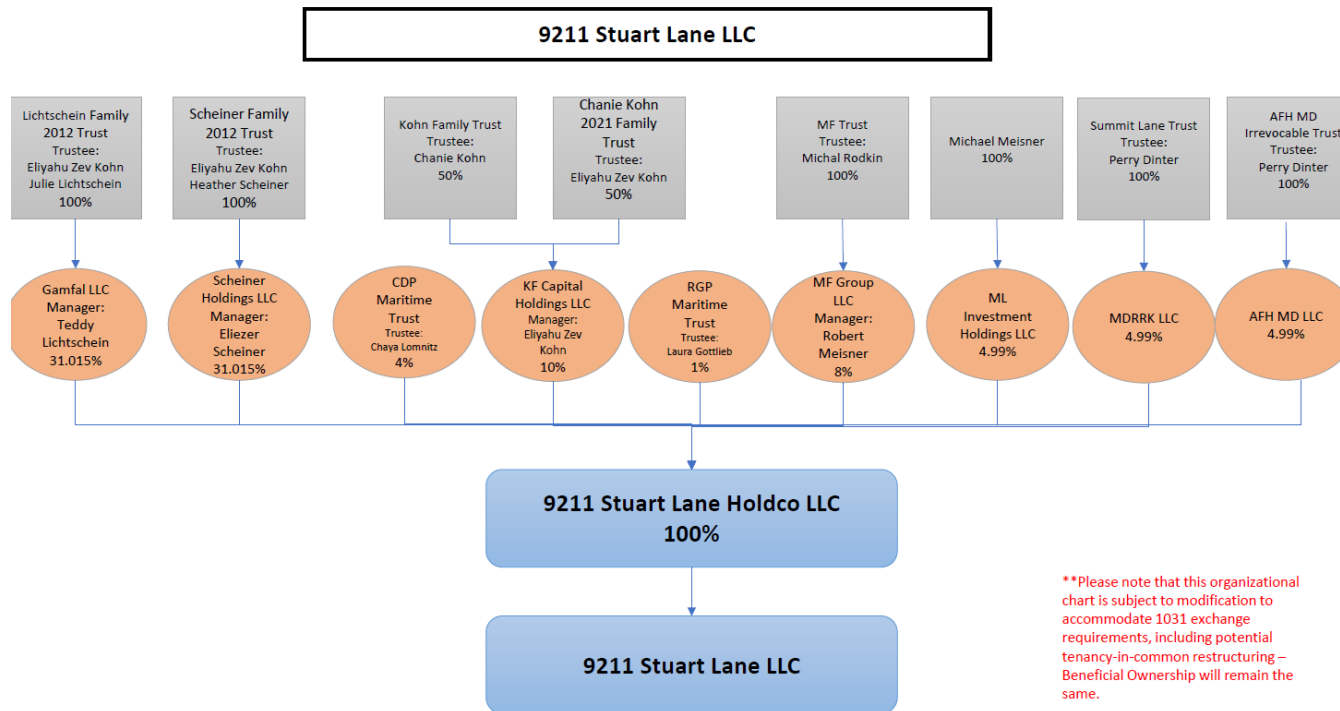 9211 Stuart Lane LLC
Lichtschein Family
2012 Trust
Trustee:
Eliyahu Zev Kohn
Julie Lichtschein
100%
Scheiner Family
2012 Trust
Trustee:
Eliyahu Zev Kohn
Heather Scheiner
100%
Kohn Family Trust
Trustee:
Chanie Kohn
50%
Chanie Kohn
2021 Family
Trust
Trustee:
Eliyahu Zev Kohn
50%
MF Trust
Trustee:
Michal Rodkin
100%
Michael Meisner
100%
Summit Lane Trust
Trustee:
Perry Dinter
100%
AFH MD
Irrevocable Trust
Trustee:
Perry Dinter
100%
Gamfal LLC
Manager:
Teddy
Lichtschein
31.015%
Scheiner
Holdings LLC
Manager:
Eliezer
Scheiner
31.015%
CDP
Maritime
Trust
Trustee:
Chaya Lomnitz
4%
KF Capital
Holdings LLC
Manager:
Eliyahu Zev
Kohn
10%
RGP
Maritime
Trust
Trustee:
Laura Gottlieb
1%
MF Group
LLC
Manager:
Robert
Meisner
8%
ML
Investment
Holdings LLC
4.99%
MDRRK LLC
4.99%
AFH MD LLC
4.99%
9211 Stuart Lane Holdco LLC
100%
9211 Stuart Lane LLC
**Please note that this organizational
chart is subject to modification to
accommodate 1031 exchange
requirements, including potential
tenancy-in-common restructuring –
Beneficial Ownership will remain the
same.